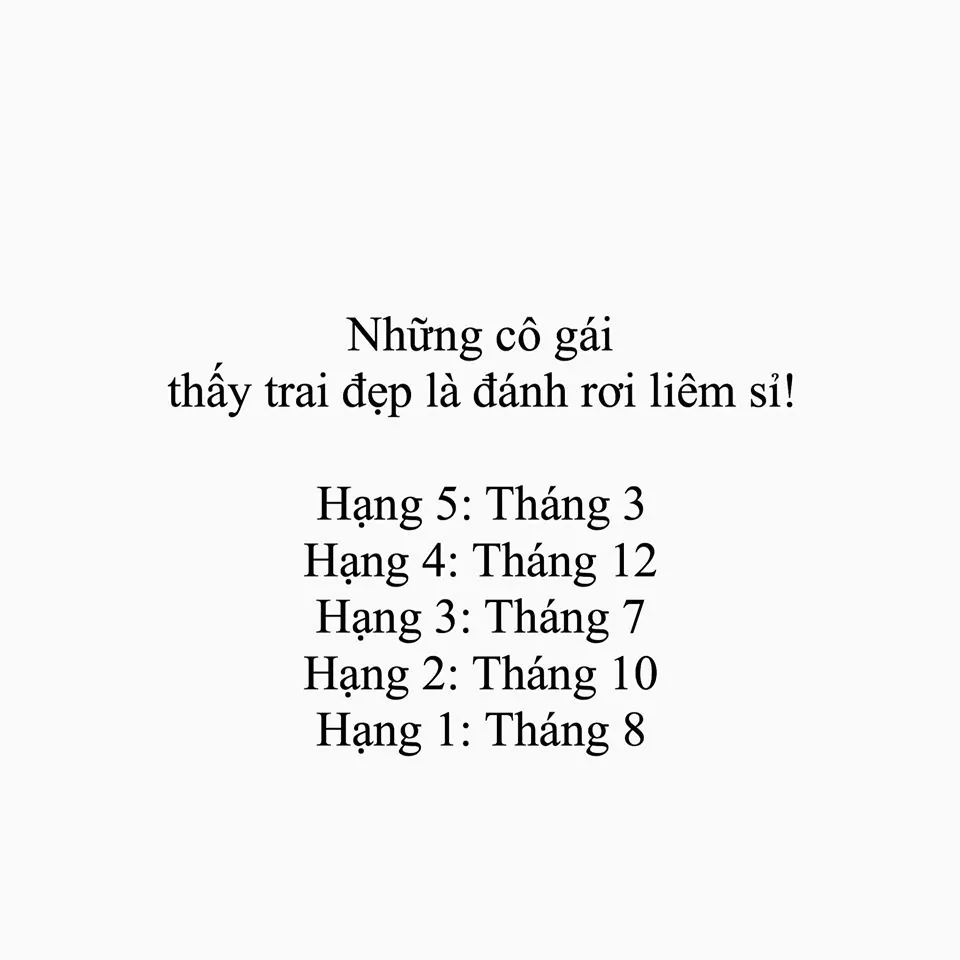 Những cô gái
thấy trai đẹp là đánh rơi liêm sỉ!
Hạng 5: Tháng 3
Hạng 4: Tháng 12
Hạng 3: Tháng 7
Hạng 2: Tháng 10
Hạng 1: Tháng 8